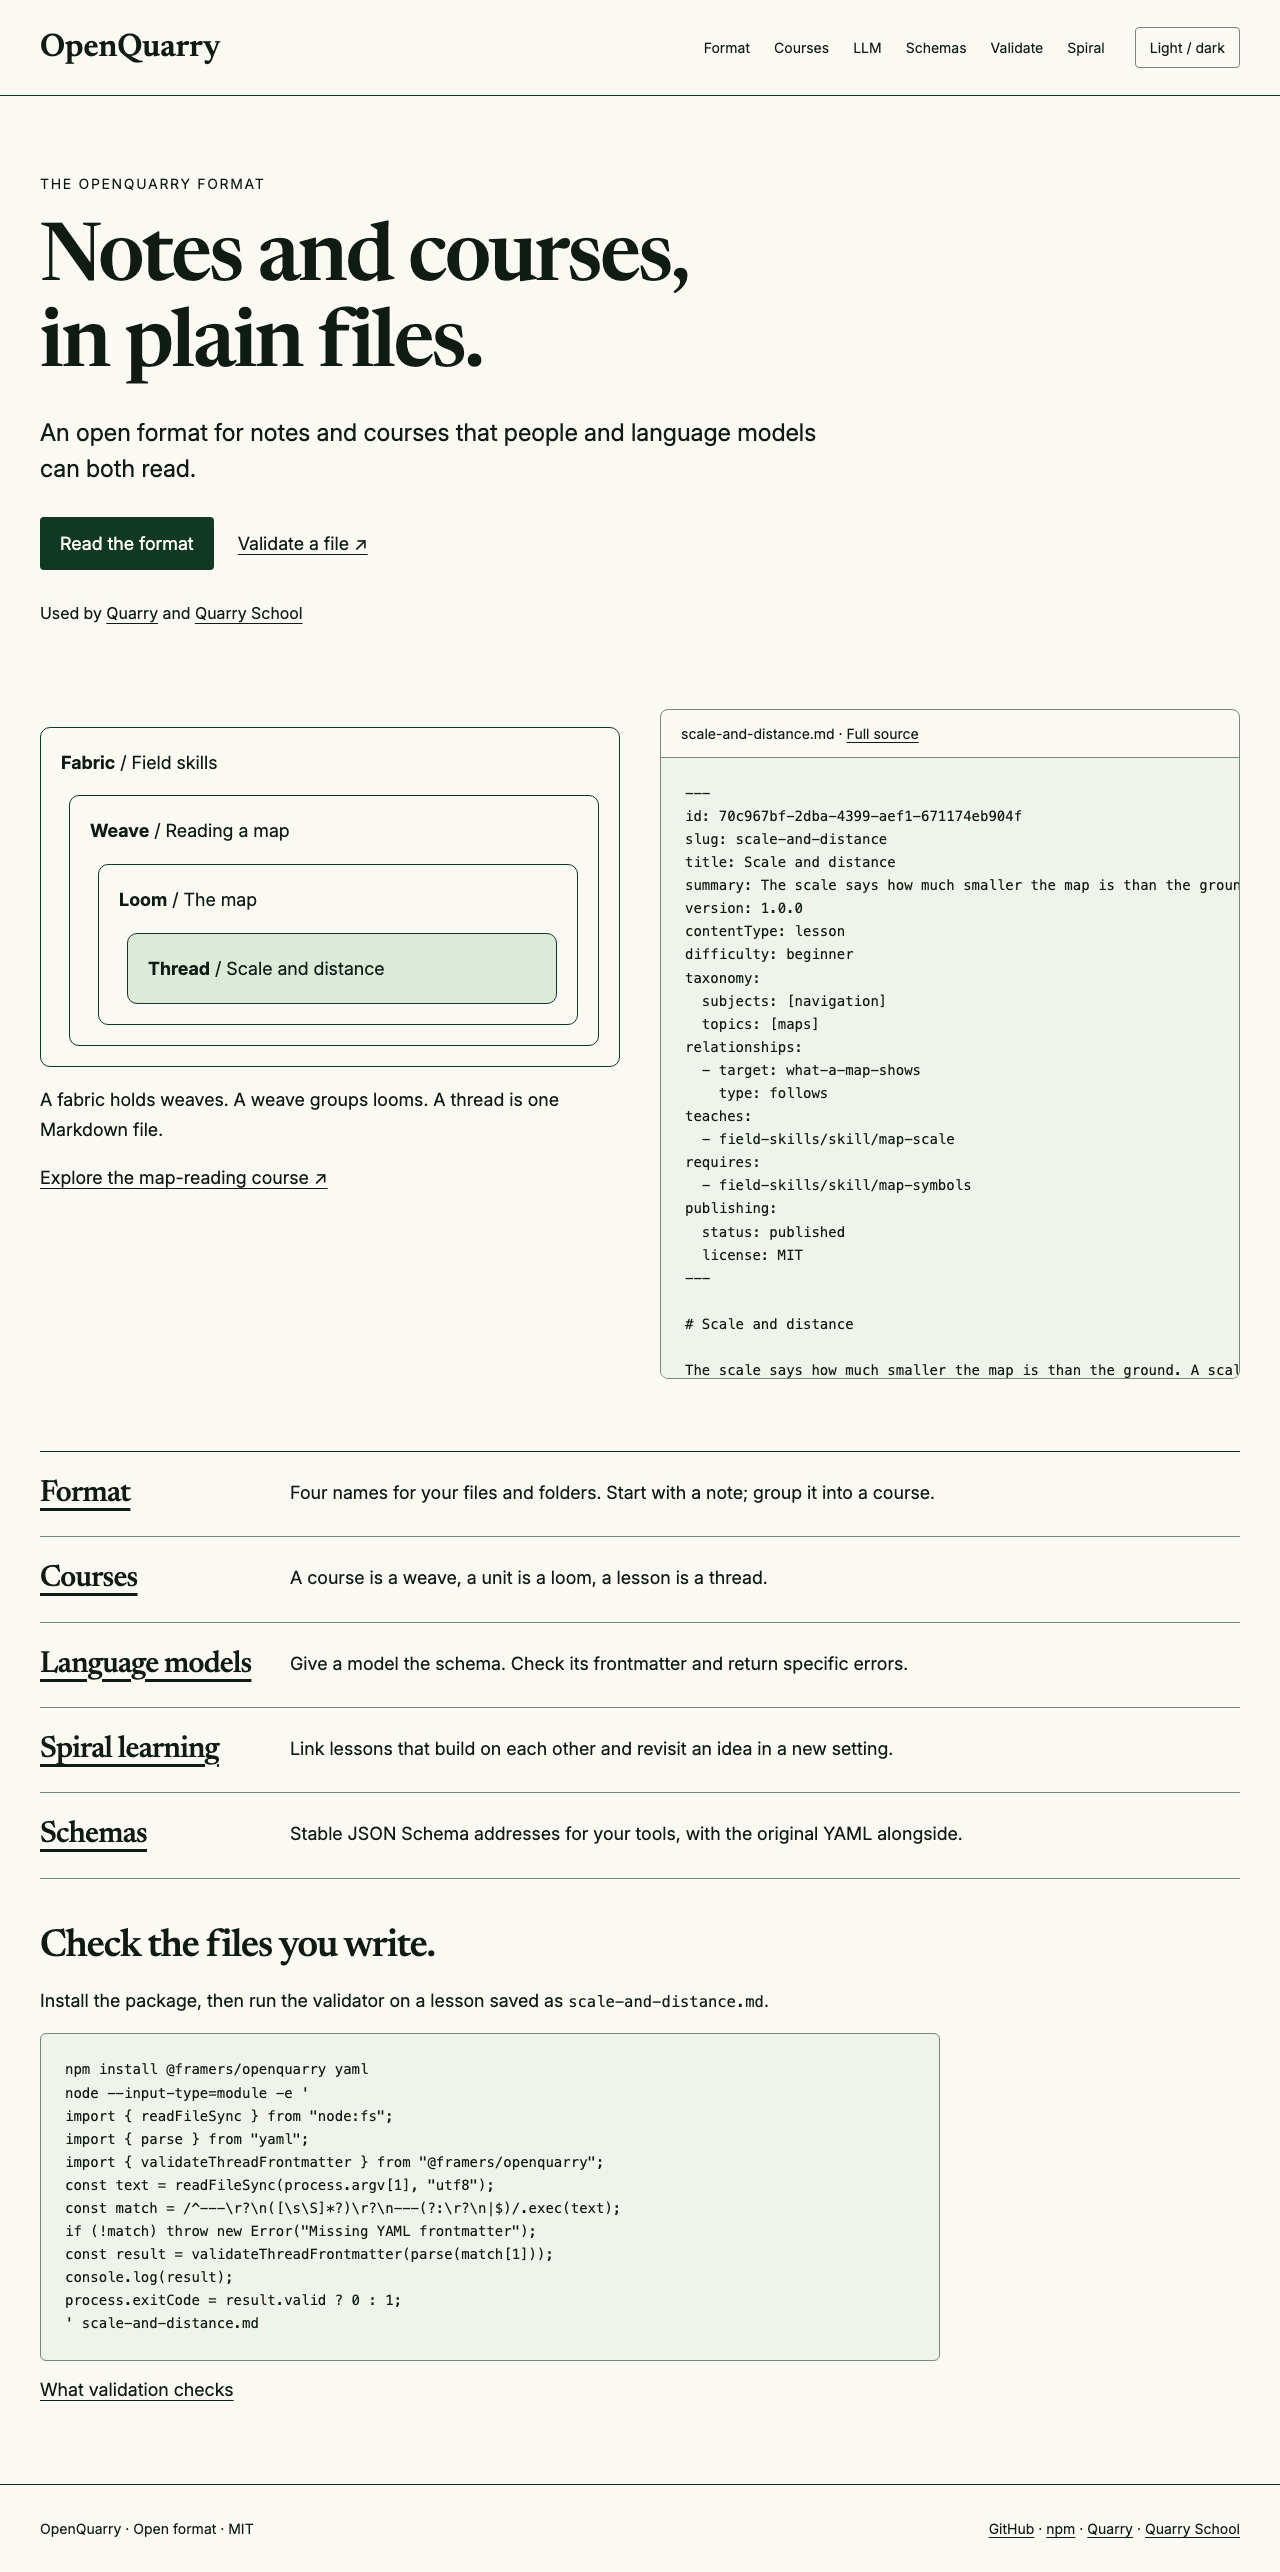 OpenQuarry
Format Courses LLM Schemas Validate Spiral Light / dark
THE OPENQUARRY FORMAT
Notes and courses,
in plain files.
An open format for notes and courses that people and language models
can both read.
Read the format Validate a file ↗
Used by Quarry and Quarry School
Fabric / Field skills
Weave / Reading a map
Loom / The map
Thread / Scale and distance
A fabric holds weaves. A weave groups looms. A thread is one
Markdown file.
Explore the map-reading course ↗
scale-and-distance.md · Full source
---
id: 70c967bf-2dba-4399-aef1-671174eb904f
slug: scale-and-distance
title: Scale and distance
summary: The scale says how much smaller the map is than the groun
version: 1.0.0
contentType: lesson
difficulty: beginner
taxonomy:
  subjects: [navigation]
  topics: [maps]
relationships:
  - target: what-a-map-shows
    type: follows
teaches:
  - field-skills/skill/map-scale
requires:
  - field-skills/skill/map-symbols
publishing:
  status: published
  license: MIT
---
# Scale and distance
The scale says how much smaller the map is than the ground. A scal
Format Four names for your files and folders. Start with a note; group it into a course.
Courses A course is a weave, a unit is a loom, a lesson is a thread.
Language models Give a model the schema. Check its frontmatter and return specific errors.
Spiral learning Link lessons that build on each other and revisit an idea in a new setting.
Schemas Stable JSON Schema addresses for your tools, with the original YAML alongside.
Check the files you write.
Install the package, then run the validator on a lesson saved as scale-and-distance.md.
npm install @framers/openquarry yaml
node --input-type=module -e '
import { readFileSync } from "node:fs";
import { parse } from "yaml";
import { validateThreadFrontmatter } from "@framers/openquarry";
const text = readFileSync(process.argv[1], "utf8");
const match = /^---\r?\n([\s\S]*?)\r?\n---(?:\r?\n|$)/.exec(text);
if (!match) throw new Error("Missing YAML frontmatter");
const result = validateThreadFrontmatter(parse(match[1]));
console.log(result);
process.exitCode = result.valid ? 0 : 1;
' scale-and-distance.md
What validation checks
OpenQuarry · Open format · MIT
GitHub · npm · Quarry · Quarry School